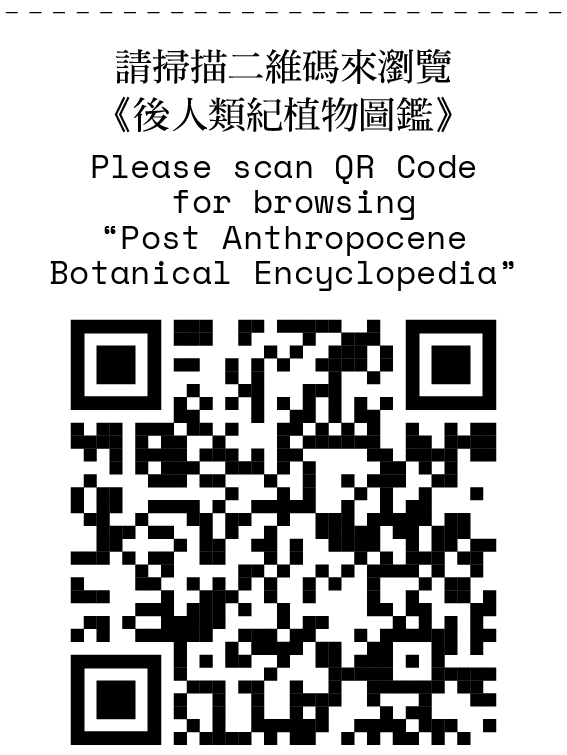 請掃描二維碼來瀏覽
《後人類紀植物圖鑑》
Please scan QR Code
for browsing
“Post Anthropocene
Botanical Encyclopedia”